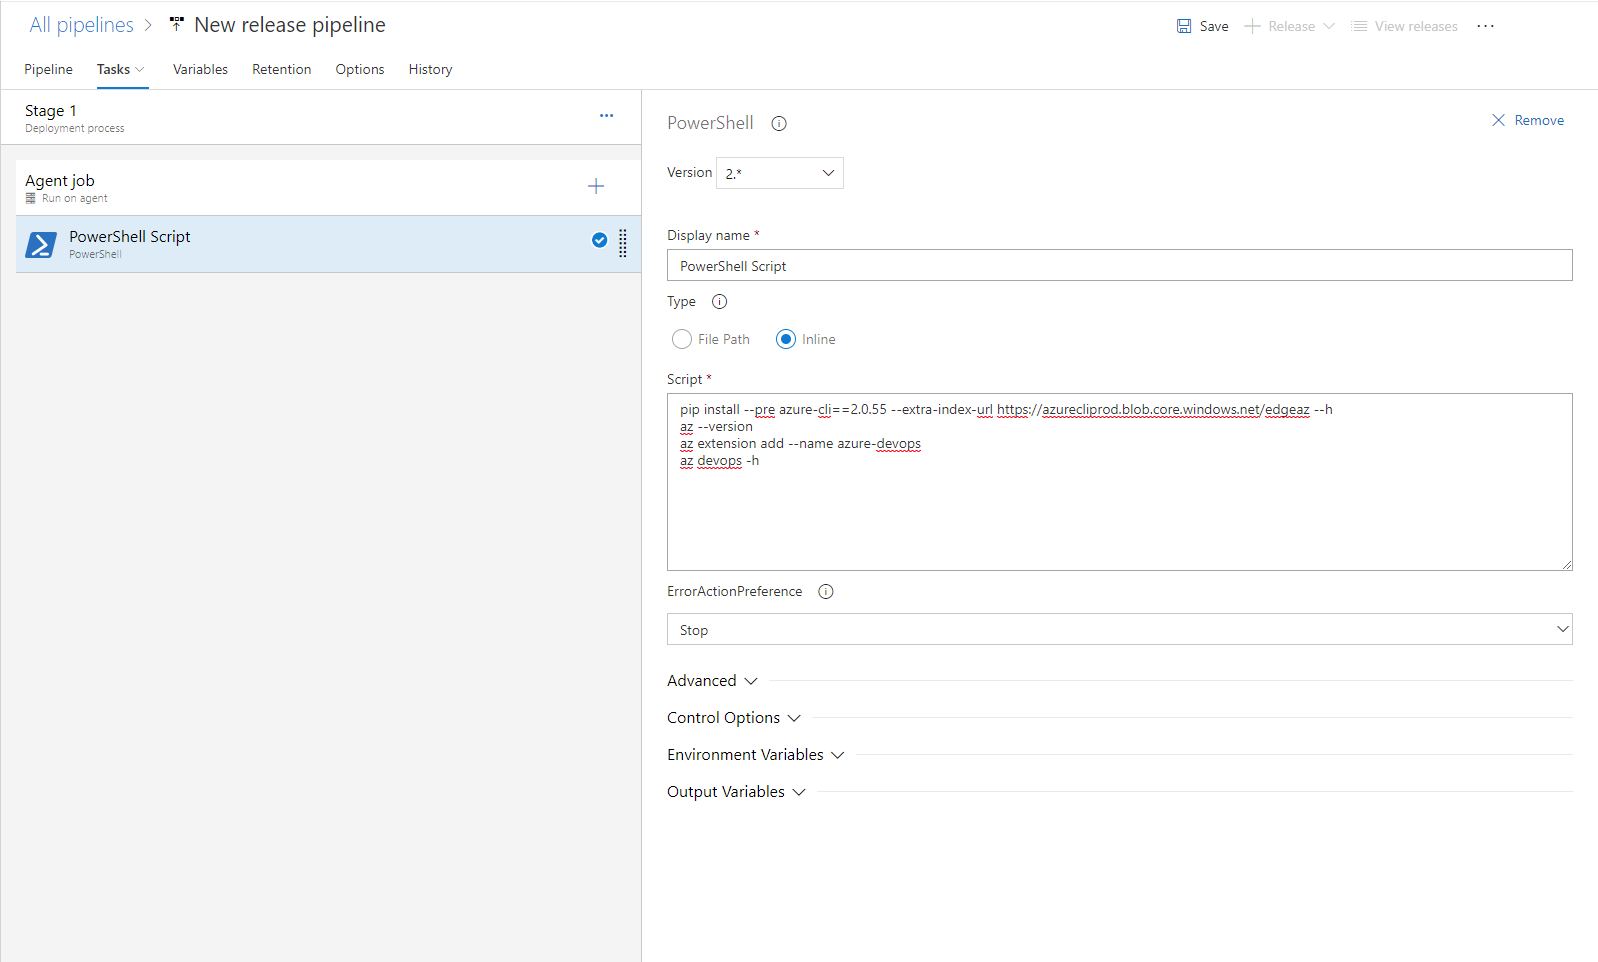 All pipelines > New release pipeline
Save
Release
View releases
Pipeline
Tasks
Variables
Retention
Options
History
Stage 1
Deployment process
Agent job
Run on agent
PowerShell Script
PowerShell
PowerShell
Remove
Version 2.*
Display name *
PowerShell Script
Type
File Path
Inline
Script *
pip install --pre azure-cli==2.0.55 --extra-index-url https://azurecliprod.blob.core.windows.net/edgeaz --h
az --version
az extension add --name azure-devops
az devops -h
ErrorActionPreference
Stop
Advanced
Control Options
Environment Variables
Output Variables